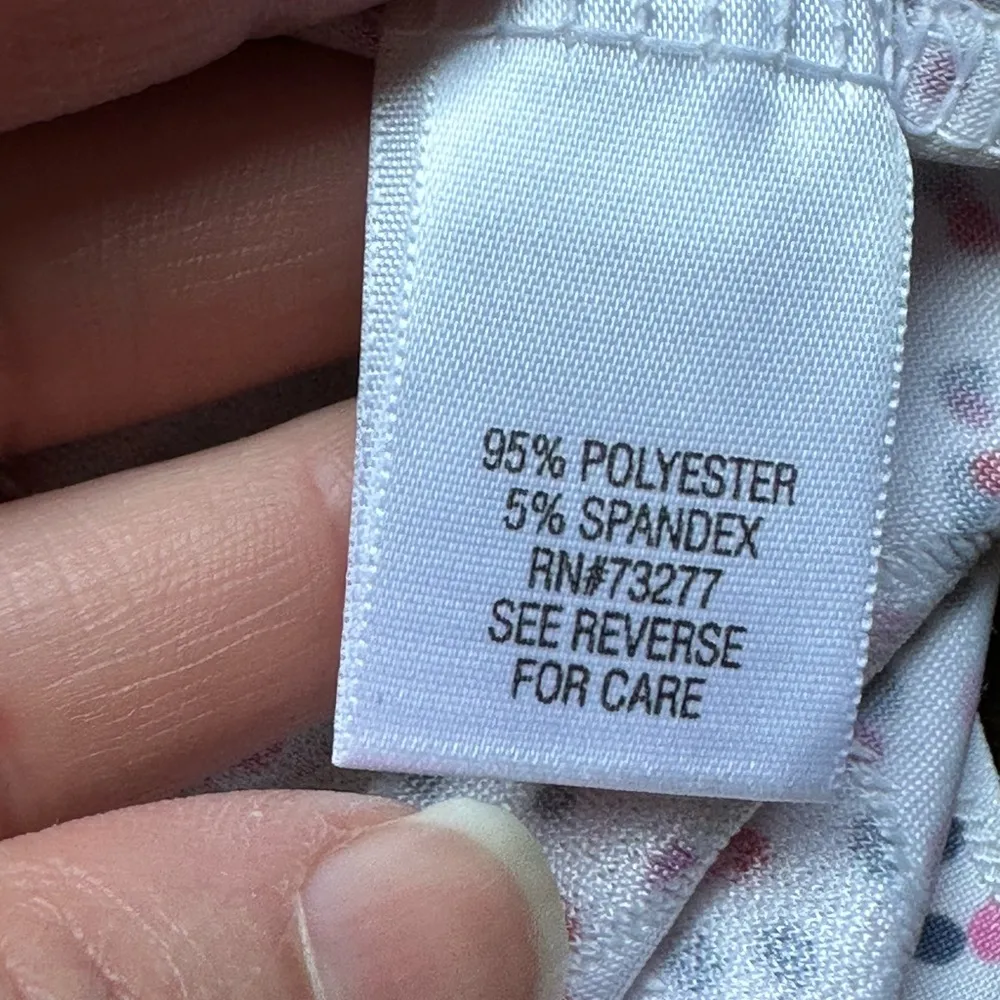 95% POLYESTER
5% SPANDEX
RN#73277
SEE REVERSE
FOR CARE